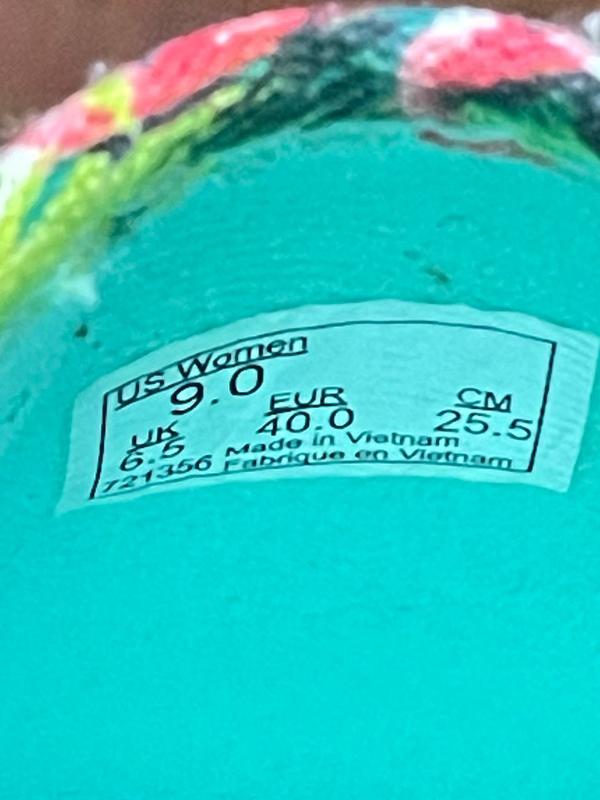 US Women
9.0
UK EUR CM
6.5 40.0 25.5
Made in Vietnam
721356 Fabrique en Vietnam